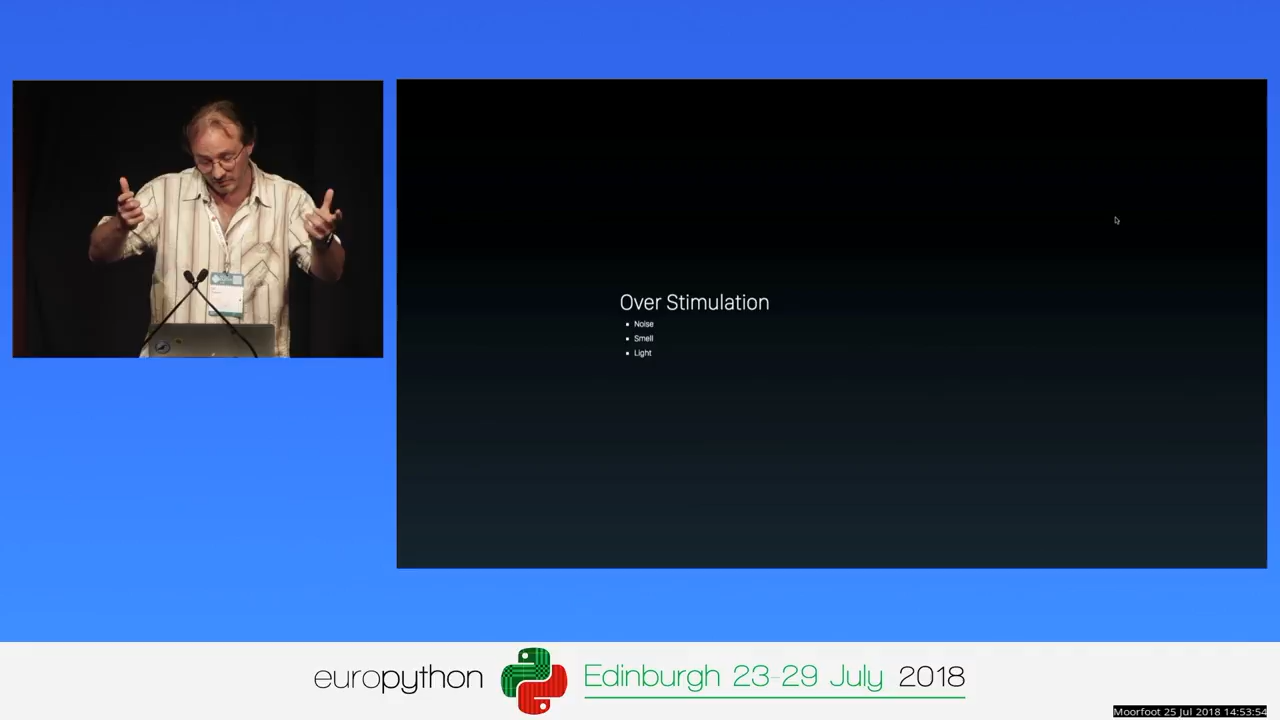 Over Stimulation
Noise
Smell
Light
europython
Edinburgh 23-29 July 2018
Moorfoot 25 Jul 2018 14:53:54